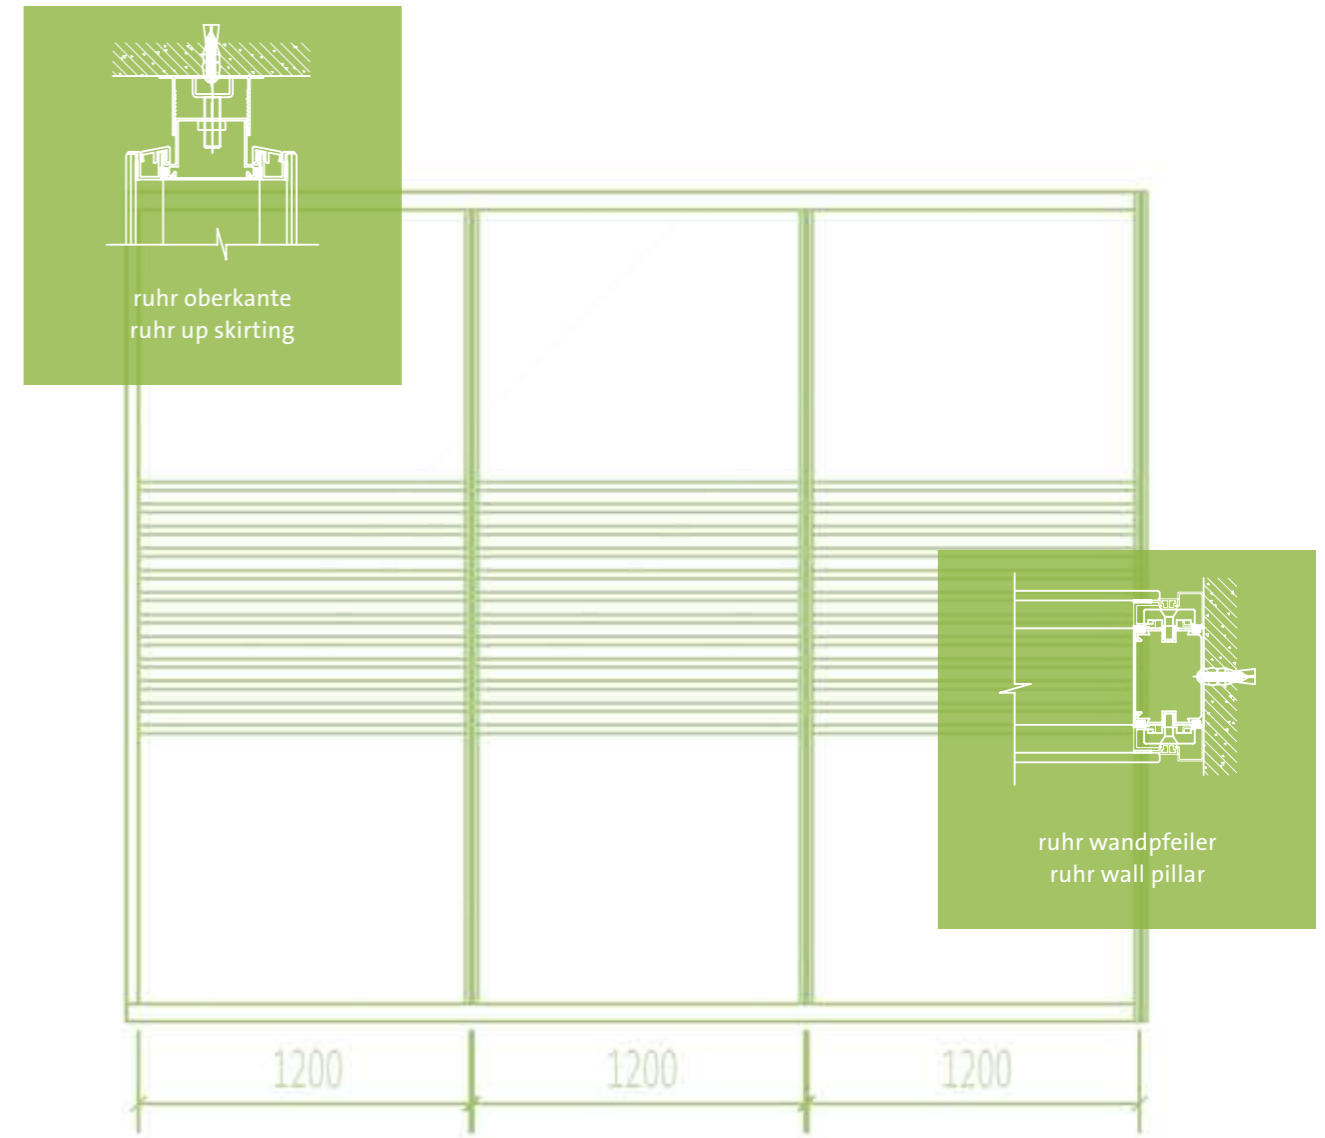 ruhr oberkante
ruhr up skirting
ruhr wandpfeiler
ruhr wall pillar
1200 1200 1200